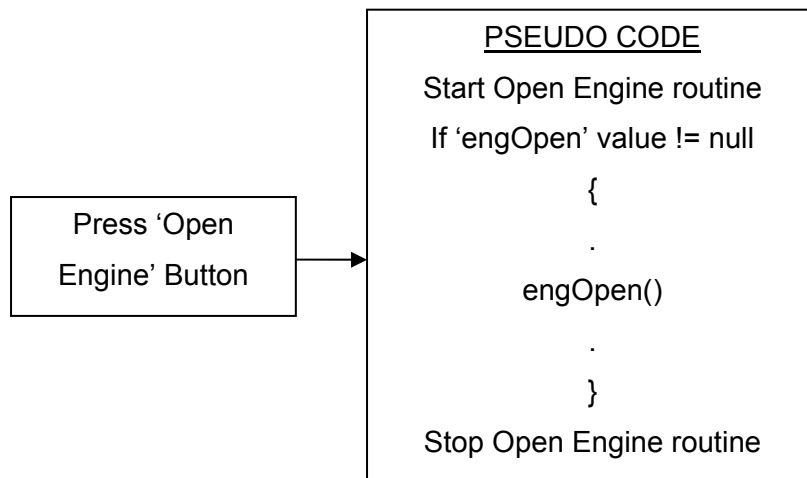 Press ‘Open
Engine’ Button
PSEUDO CODE
Start Open Engine routine
If ‘engOpen’ value != null
{
.
engOpen()
.
}
Stop Open Engine routine